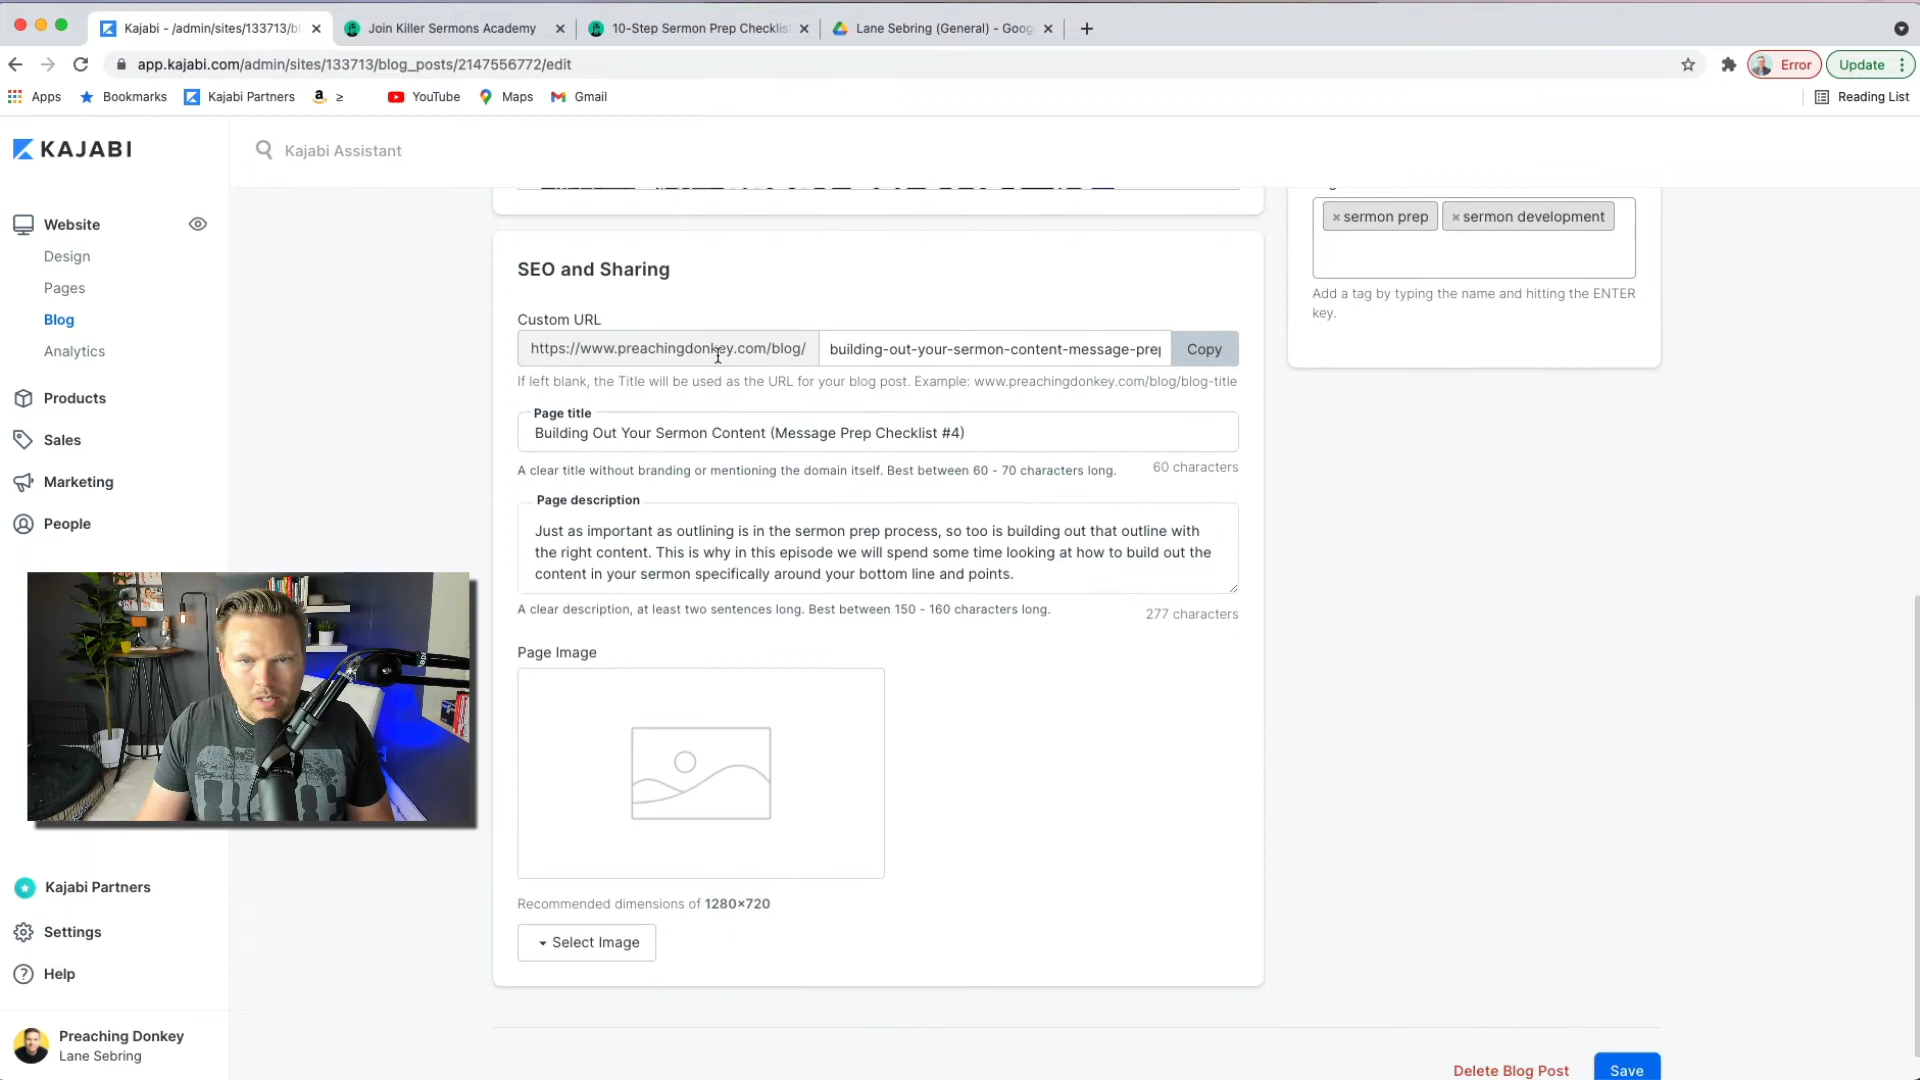 Kajabi - /admin/sites/133713/bl
Join Killer Sermons Academy
10-Step Sermon Prep Checklist
Lane Sebring (General) - Goog
app.kajabi.com/admin/sites/133713/blog_posts/2147556772/edit
Error
Update
Apps
Bookmarks
Kajabi Partners
YouTube
Maps
Gmail
Reading List
KAJABI
Kajabi Assistant
Website
Design
Pages
Blog
Analytics
Products
Sales
Marketing
People
Kajabi Partners
Settings
Help
Preaching Donkey
Lane Sebring
SEO and Sharing
Custom URL
https://www.preachingdonkey.com/blog/ building-out-your-sermon-content-message-prep Copy
If left blank, the Title will be used as the URL for your blog post. Example: www.preachingdonkey.com/blog/blog-title
Page title
Building Out Your Sermon Content (Message Prep Checklist #4)
A clear title without branding or mentioning the domain itself. Best between 60 - 70 characters long. 60 characters
Page description
Just as important as outlining is in the sermon prep process, so too is building out that outline with
the right content. This is why in this episode we will spend some time looking at how to build out the
content in your sermon specifically around your bottom line and points.
A clear description, at least two sentences long. Best between 150 - 160 characters long. 277 characters
Page Image
Recommended dimensions of 1280×720
Select Image
× sermon prep × sermon development
Add a tag by typing the name and hitting the ENTER
key.
Delete Blog Post Save